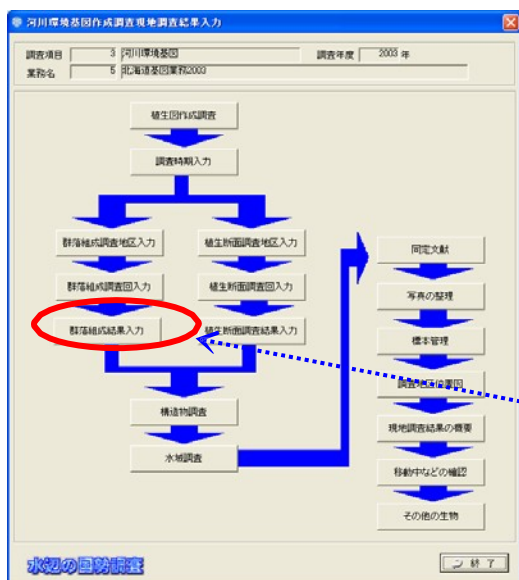 河川環境基図作成調査現地調査結果入力
調査項目 3 河川環境基図 調査年度 2003 年
業務名 5 北海道基図業務2003
植生図作成調査
調査時期入力
群落組成調査地区入力
群落組成調査回入力
群落組成結果入力
植生断面調査地区入力
植生断面調査回入力
植生断面調査結果入力
構造物調査
水域調査
同定文献
写真の整理
標本管理
調査地区位置図
現地調査結果の概要
移動中などの確認
その他の生物
水辺の国勢調査
終了